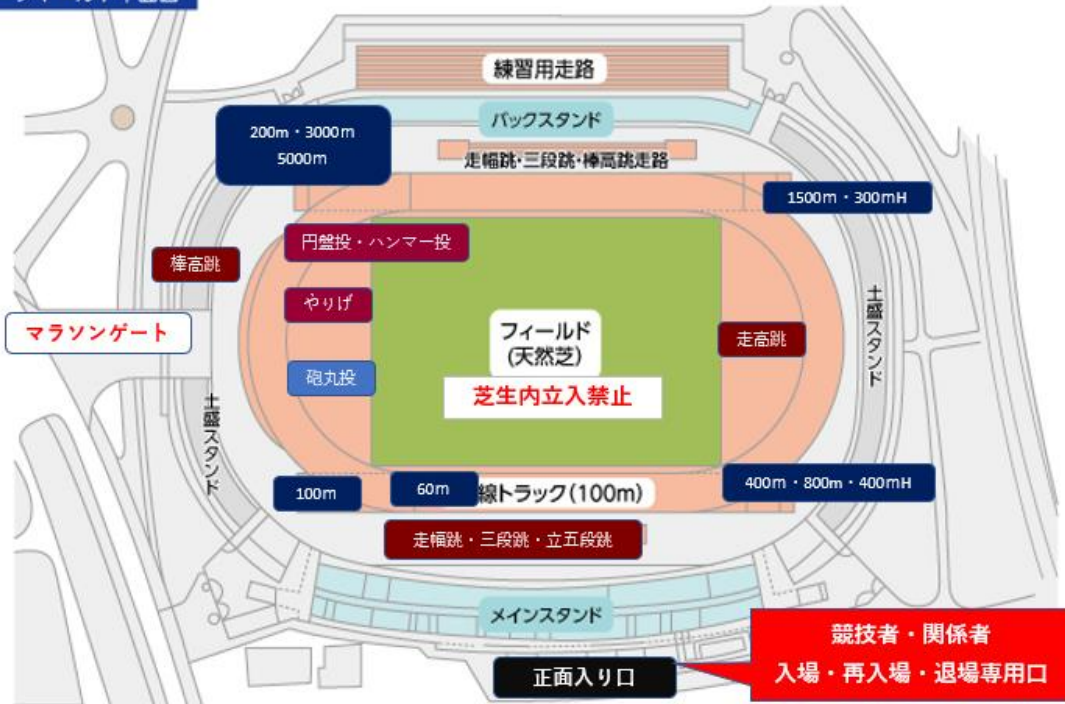 練習用走路
バックスタンド
200m・3000m
5000m
走幅跳・三段跳・棒高跳走路
1500m・300mH
円盤投・ハンマー投
棒高跳
やりげ
マラソンゲート
フィールド
(天然芝)
走高跳
土盛スタンド
砲丸投
芝生内立入禁止
土盛スタンド
100m
60m
線トラック(100m)
400m・800m・400mH
走幅跳・三段跳・立五段跳
メインスタンド
競技者・関係者
正面入り口
入場・再入場・退場専用口